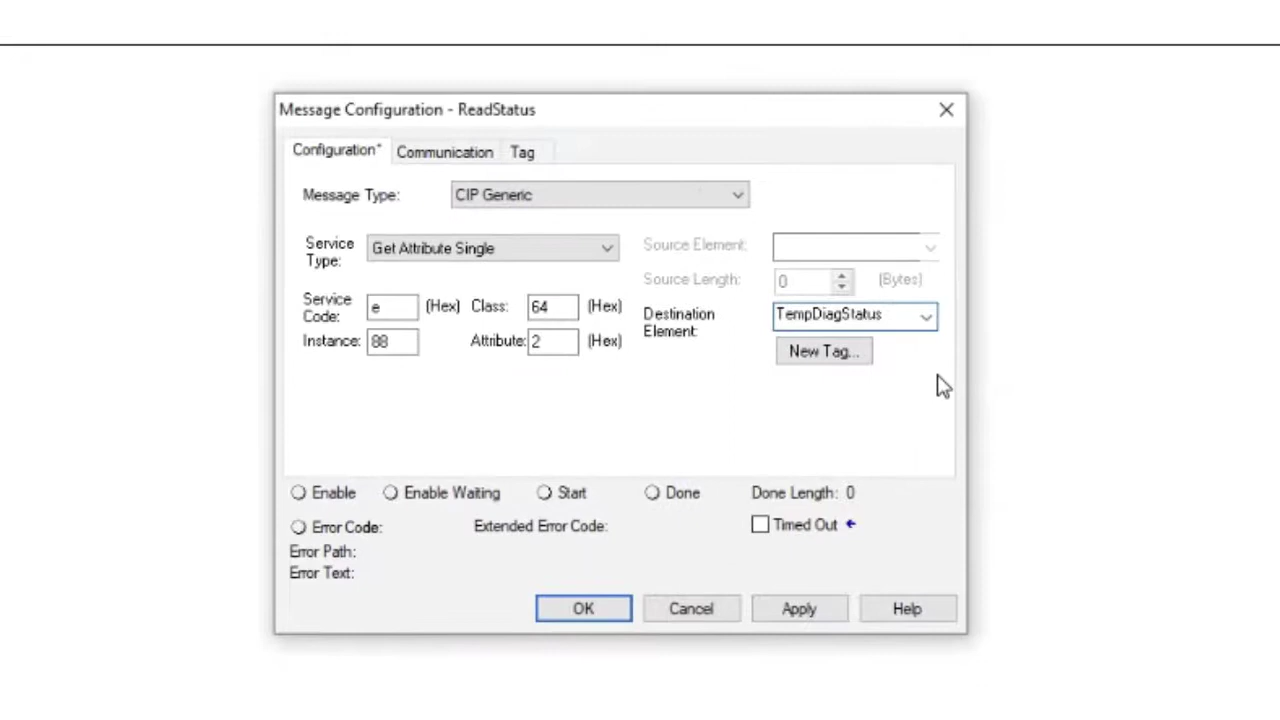 Message Configuration - ReadStatus
Configuration* Communication Tag
Message Type: CIP Generic
Service Type: Get Attribute Single
Source Element:
Source Length: 0 (Bytes)
Service Code: e (Hex) Class: 64 (Hex)
Destination Element: TempDiagStatus
Instance: 88 Attribute: 2 (Hex)
New Tag...
Enable Enable Waiting Start Done Done Length: 0
Error Code: Extended Error Code: Timed Out
Error Path:
Error Text:
OK Cancel Apply Help